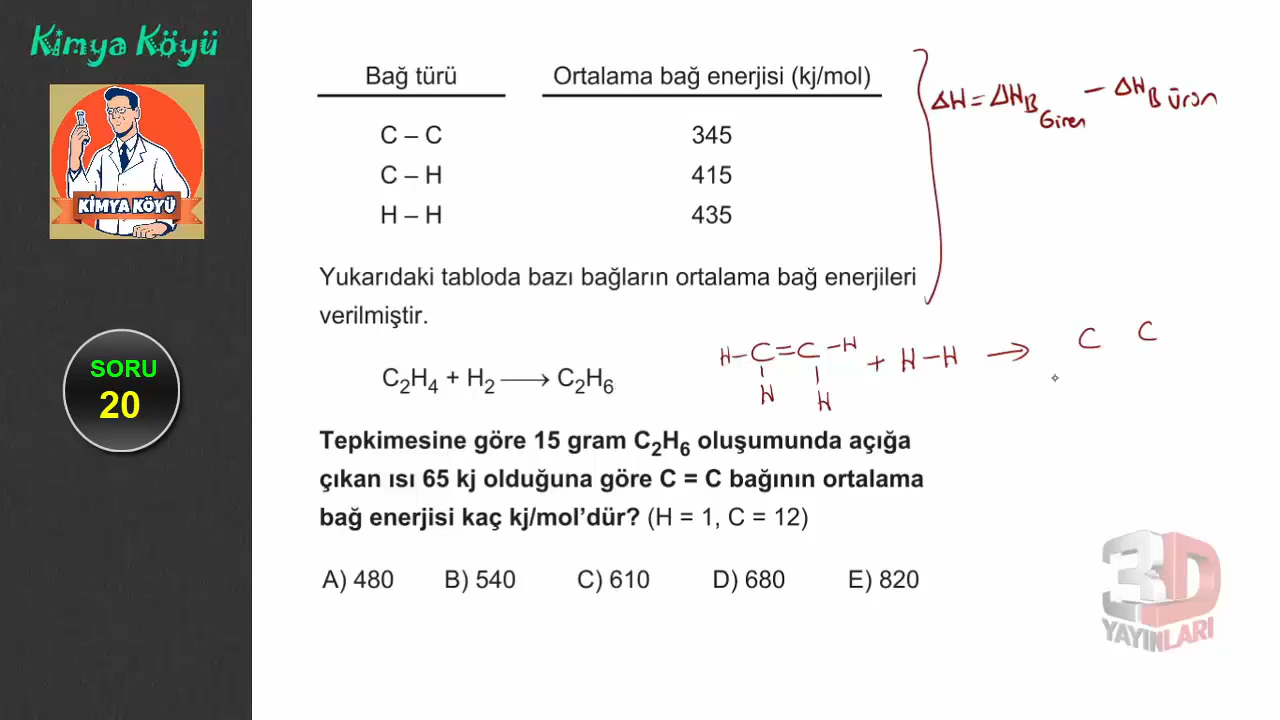 Kimya Köyü
KİMYA KÖYÜ
SORU
20
Bağ türü Ortalama bağ enerjisi (kj/mol)
C – C 345
C – H 415
H – H 435
ΔH = ΔH_B Giren – ΔH_B Ürün
Yukarıdaki tabloda bazı bağların ortalama bağ enerjileri
verilmiştir.
C₂H₄ + H₂ ⟶ C₂H₆
H–C=C–H + H–H → C C
H H
Tepkimesine göre 15 gram C₂H₆ oluşumunda açığa
çıkan ısı 65 kj olduğuna göre C = C bağının ortalama
bağ enerjisi kaç kj/mol’dür? (H = 1, C = 12)
A) 480 B) 540 C) 610 D) 680 E) 820
3D
YAYINLARI